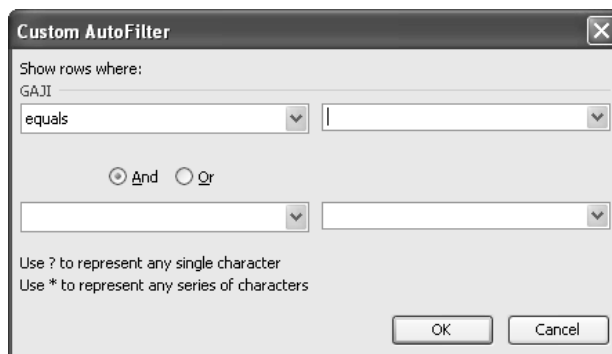 Custom AutoFilter
Show rows where:
GAJI
equals
And Or
Use ? to represent any single character
Use * to represent any series of characters
OK Cancel